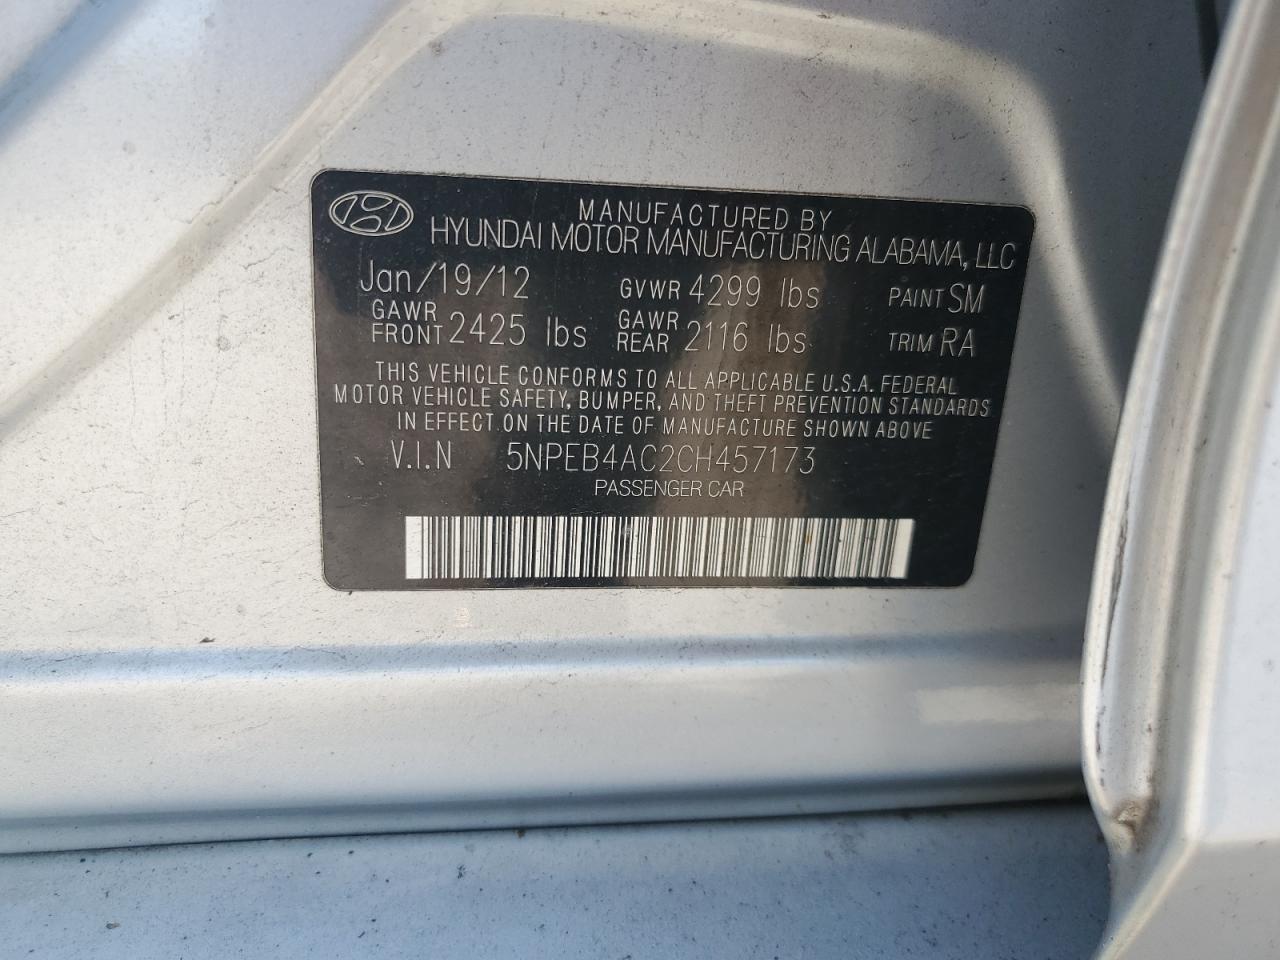 MANUFACTURED BY
HYUNDAI MOTOR MANUFACTURING ALABAMA, LLC
Jan/19/12 GVWR 4299 lbs PAINT SM
GAWR FRONT 2425 lbs GAWR REAR 2116 lbs TRIM RA
THIS VEHICLE CONFORMS TO ALL APPLICABLE U.S.A. FEDERAL
MOTOR VEHICLE SAFETY, BUMPER, AND THEFT PREVENTION STANDARDS
IN EFFECT ON THE DATE OF MANUFACTURE SHOWN ABOVE
V.I.N 5NPEB4AC2CH457173
PASSENGER CAR